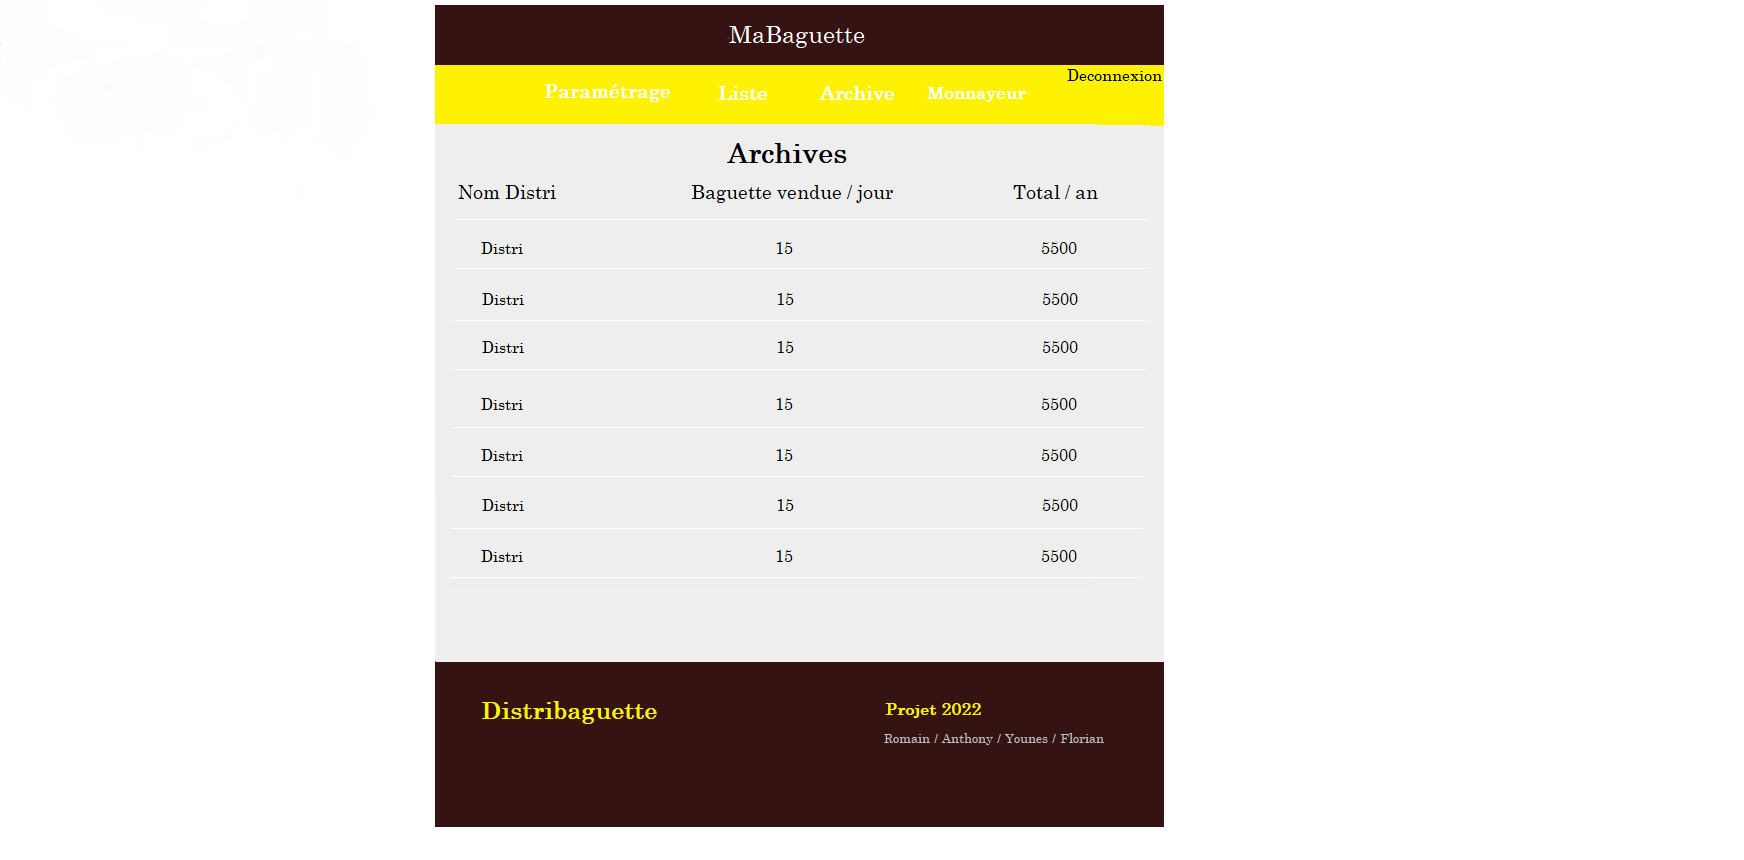 MaBaguette
Deconnexion
Paramétrage Liste Archive Monnayeur
Archives
Nom Distri Baguette vendue / jour Total / an
Distri 15 5500
Distri 15 5500
Distri 15 5500
Distri 15 5500
Distri 15 5500
Distri 15 5500
Distri 15 5500
Distribaguette Projet 2022
Romain / Anthony / Younes / Florian